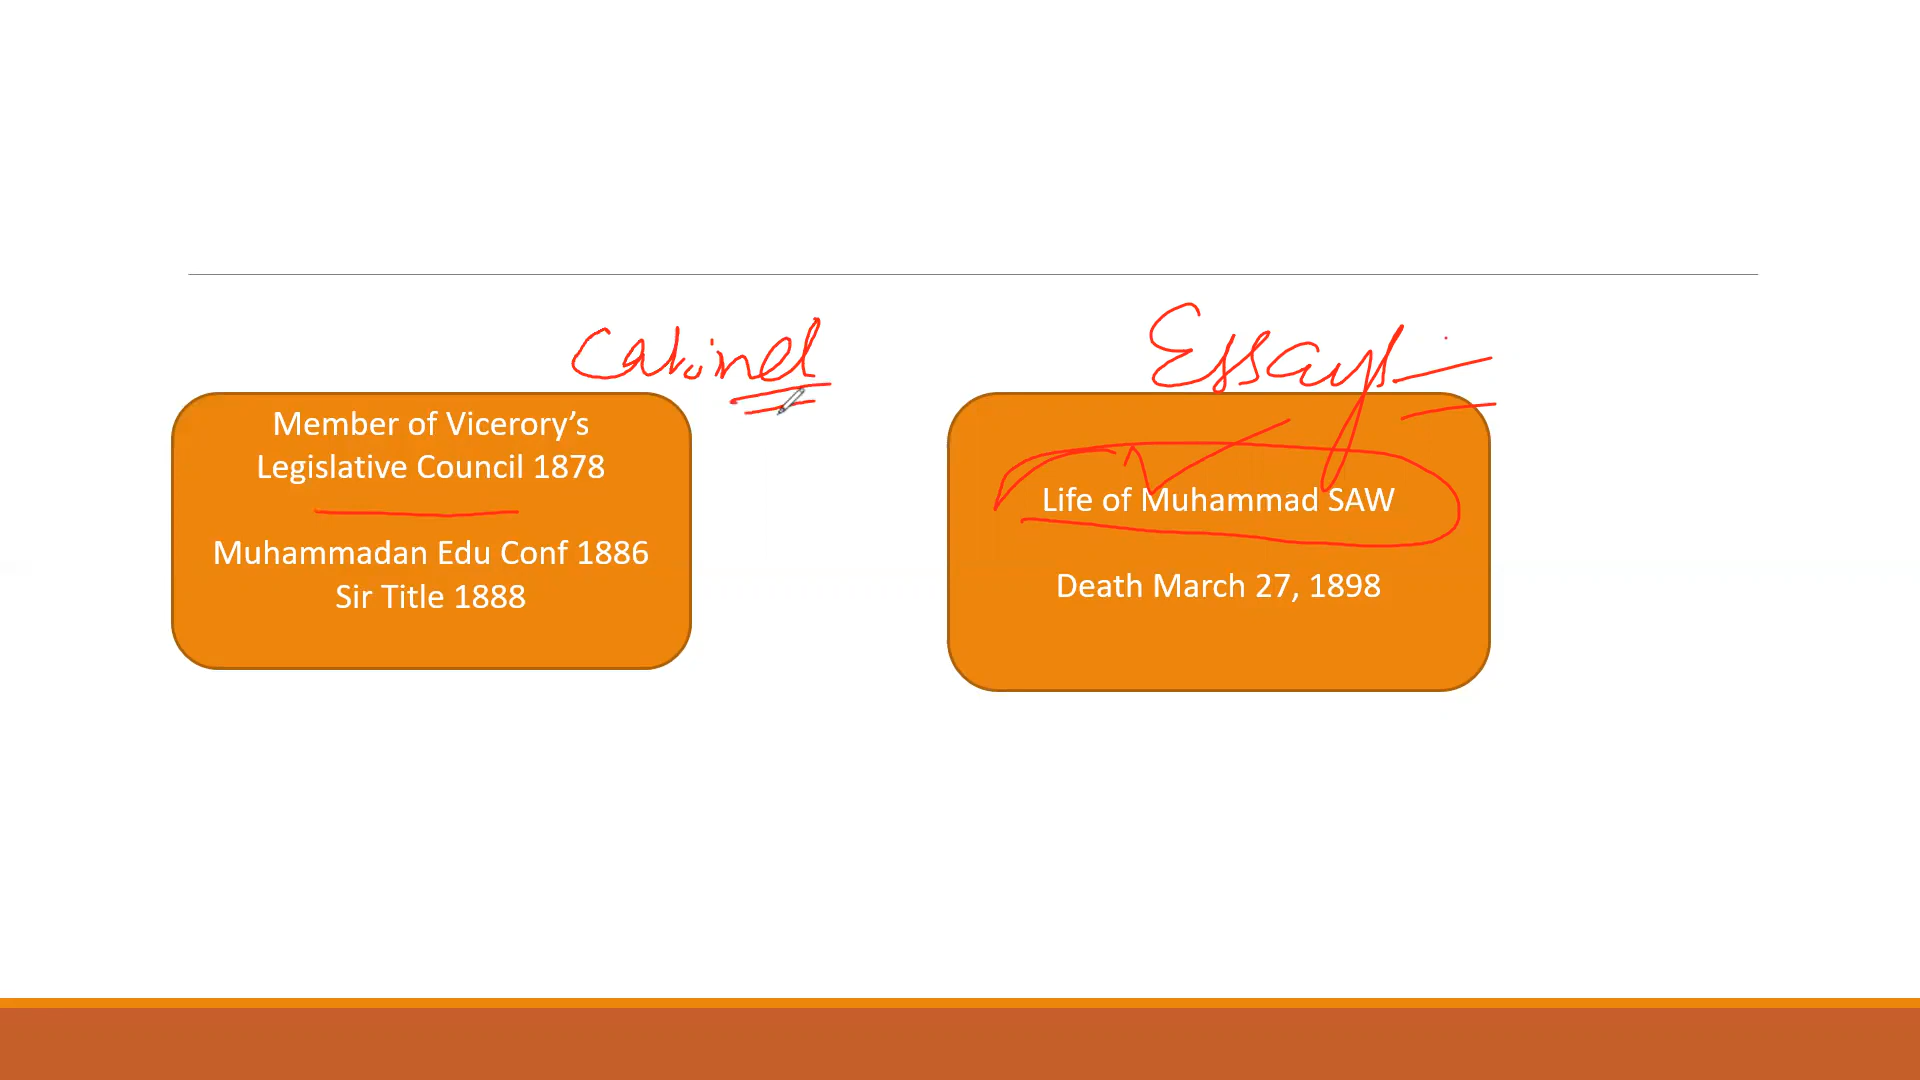 Cabinet
Essays
Member of Vicerory’s
Legislative Council 1878
Muhammadan Edu Conf 1886
Sir Title 1888
Life of Muhammad SAW
Death March 27, 1898